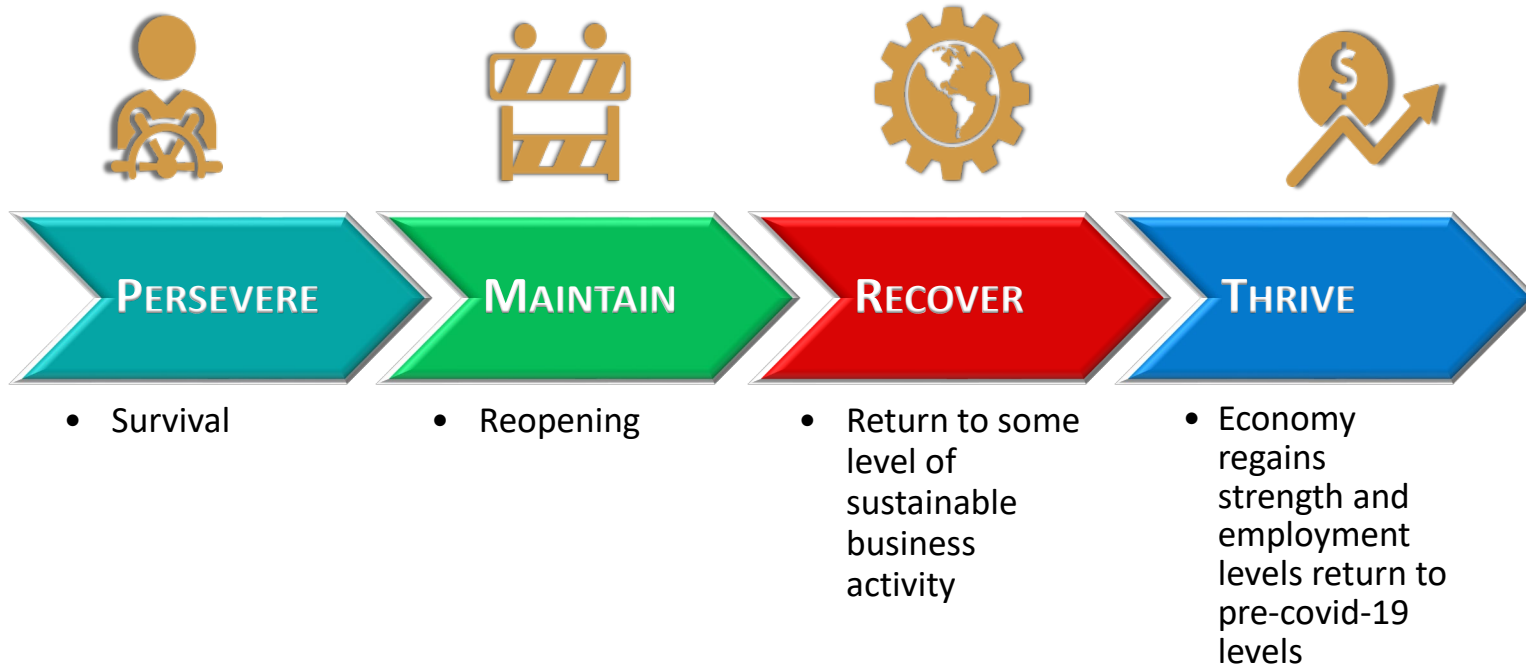 $
PERSEVERE
MAINTAIN
RECOVER
THRIVE
• Survival
• Reopening
• Return to some
level of
sustainable
business
activity
• Economy
regains
strength and
employment
levels return to
pre-covid-19
levels